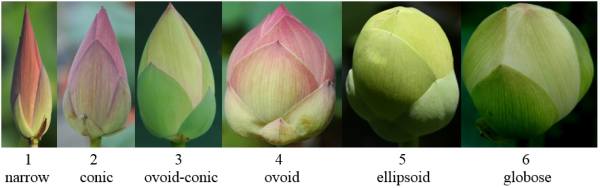 1 2 3 4 5 6
narrow conic ovoid-conic ovoid ellipsoid globose